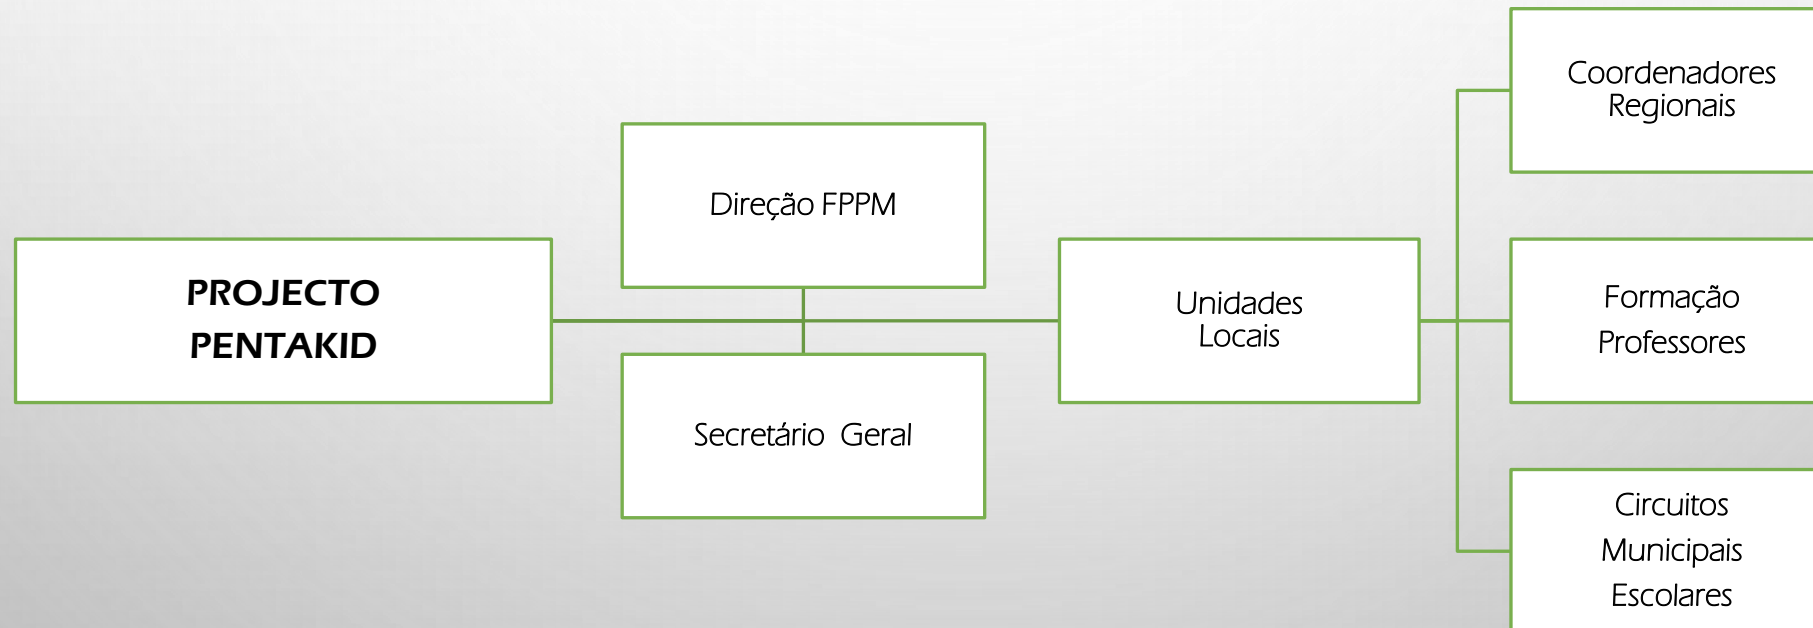 PROJECTO
PENTAKID
Direção FPPM
Secretário Geral
Unidades
Locais
Coordenadores
Regionais
Formação
Professores
Circuitos
Municipais
Escolares